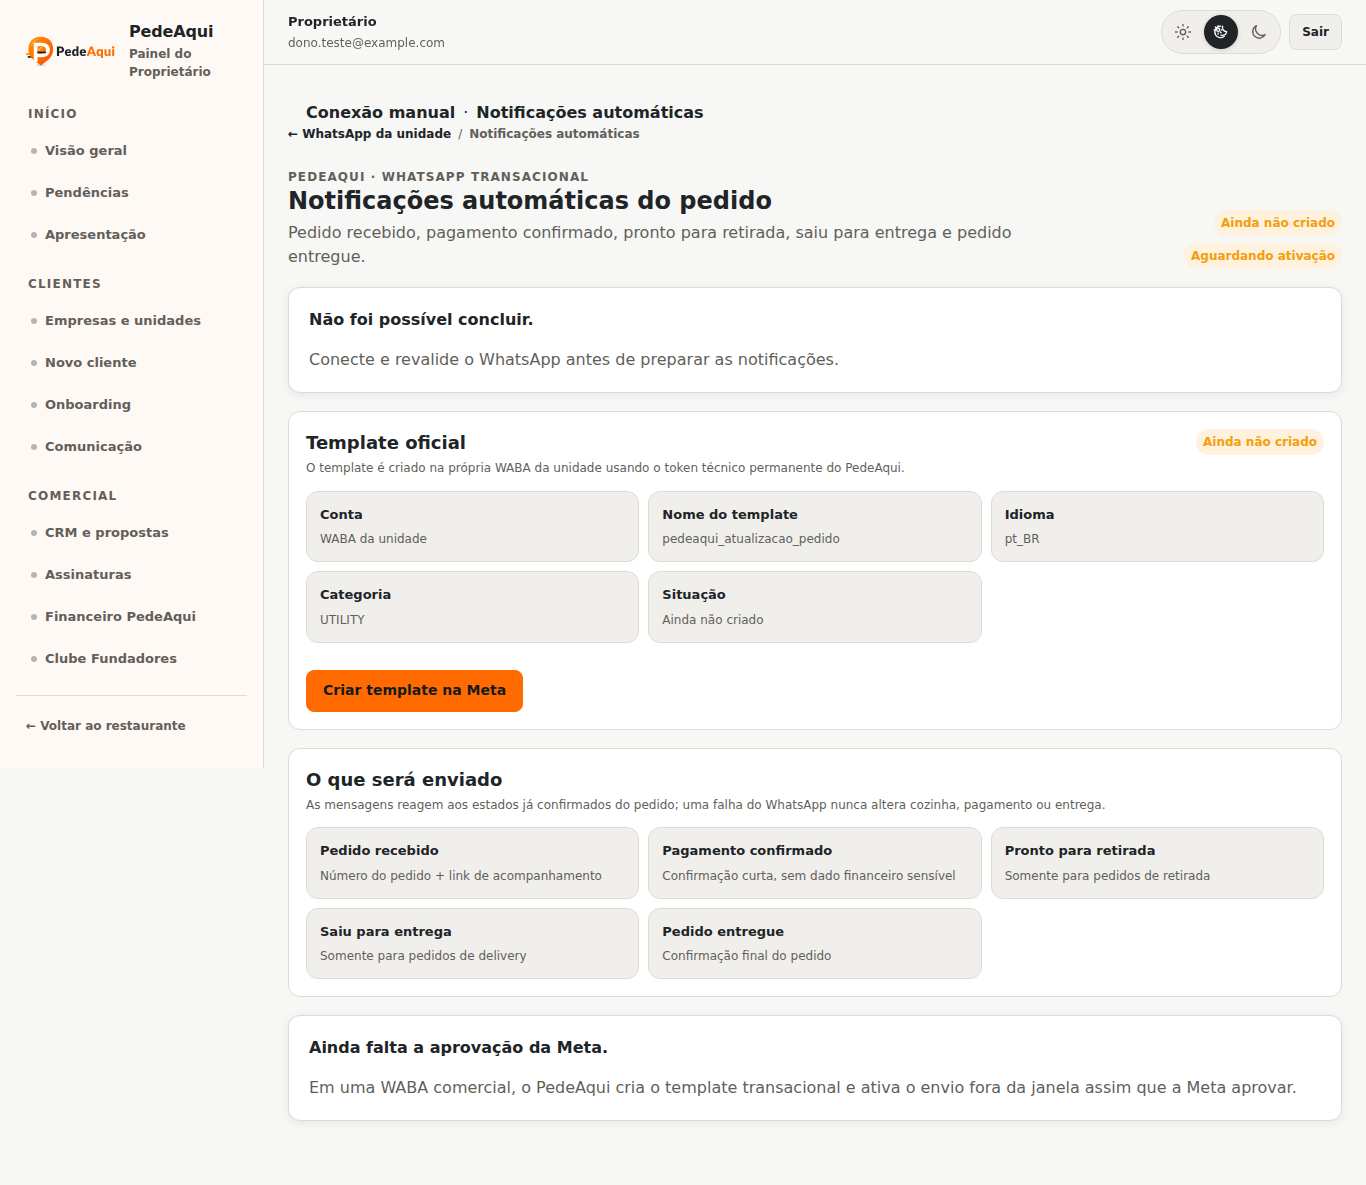 PedeAqui
PedeAqui
Painel do
Proprietário
INÍCIO
Visão geral
Pendências
Apresentação
CLIENTES
Empresas e unidades
Novo cliente
Onboarding
Comunicação
COMERCIAL
CRM e propostas
Assinaturas
Financeiro PedeAqui
Clube Fundadores
← Voltar ao restaurante
Proprietário
dono.teste@example.com
Sair
Conexão manual · Notificações automáticas
← WhatsApp da unidade / Notificações automáticas
PEDEAQUI · WHATSAPP TRANSACIONAL
Notificações automáticas do pedido
Pedido recebido, pagamento confirmado, pronto para retirada, saiu para entrega e pedido
entregue.
Ainda não criado
Aguardando ativação
Não foi possível concluir.
Conecte e revalide o WhatsApp antes de preparar as notificações.
Template oficial
Ainda não criado
O template é criado na própria WABA da unidade usando o token técnico permanente do PedeAqui.
Conta
WABA da unidade
Nome do template
pedeaqui_atualizacao_pedido
Idioma
pt_BR
Categoria
UTILITY
Situação
Ainda não criado
Criar template na Meta
O que será enviado
As mensagens reagem aos estados já confirmados do pedido; uma falha do WhatsApp nunca altera cozinha, pagamento ou entrega.
Pedido recebido
Número do pedido + link de acompanhamento
Pagamento confirmado
Confirmação curta, sem dado financeiro sensível
Pronto para retirada
Somente para pedidos de retirada
Saiu para entrega
Somente para pedidos de delivery
Pedido entregue
Confirmação final do pedido
Ainda falta a aprovação da Meta.
Em uma WABA comercial, o PedeAqui cria o template transacional e ativa o envio fora da janela assim que a Meta aprovar.